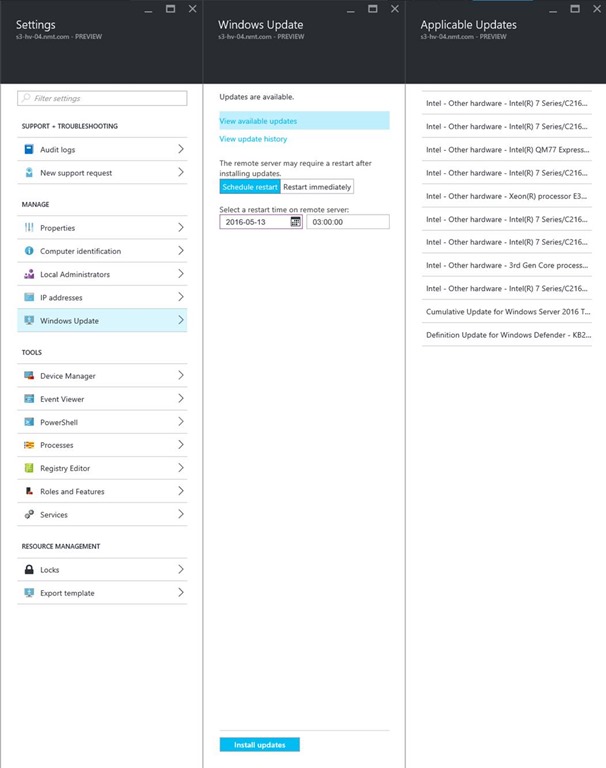 Settings
s3-hv-04.nmt.com - PREVIEW
Filter settings
SUPPORT + TROUBLESHOOTING
Audit logs
New support request
MANAGE
Properties
Computer identification
Local Administrators
IP addresses
Windows Update
TOOLS
Device Manager
Event Viewer
PowerShell
Processes
Registry Editor
Roles and Features
Services
RESOURCE MANAGEMENT
Locks
Export template
Windows Update
s3-hv-04.nmt.com - PREVIEW
Updates are available.
View available updates
View update history
The remote server may require a restart after
installing updates.
Schedule restart Restart immediately
Select a restart time on remote server:
2016-05-13 03:00:00
Install updates
Applicable Updates
s3-hv-04.nmt.com - PREVIEW
Intel - Other hardware - Intel(R) 7 Series/C216...
Intel - Other hardware - Intel(R) 7 Series/C216...
Intel - Other hardware - Intel(R) QM77 Express...
Intel - Other hardware - Intel(R) 7 Series/C216...
Intel - Other hardware - Xeon(R) processor E3...
Intel - Other hardware - Intel(R) 7 Series/C216...
Intel - Other hardware - Intel(R) 7 Series/C216...
Intel - Other hardware - 3rd Gen Core process...
Intel - Other hardware - Intel(R) 7 Series/C216...
Cumulative Update for Windows Server 2016 T...
Definition Update for Windows Defender - KB2...